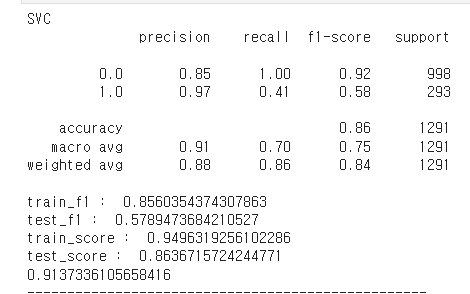 SVC
precision recall f1-score support
0.0 0.85 1.00 0.92 998
1.0 0.97 0.41 0.58 293
accuracy 0.86 1291
macro avg 0.91 0.70 0.75 1291
weighted avg 0.88 0.86 0.84 1291
train_f1 : 0.8560354374307863
test_f1 : 0.5789473684210527
train_score : 0.9496319256102286
test_score : 0.8636715724244771
0.9137336105658416
--------------------------------------------------